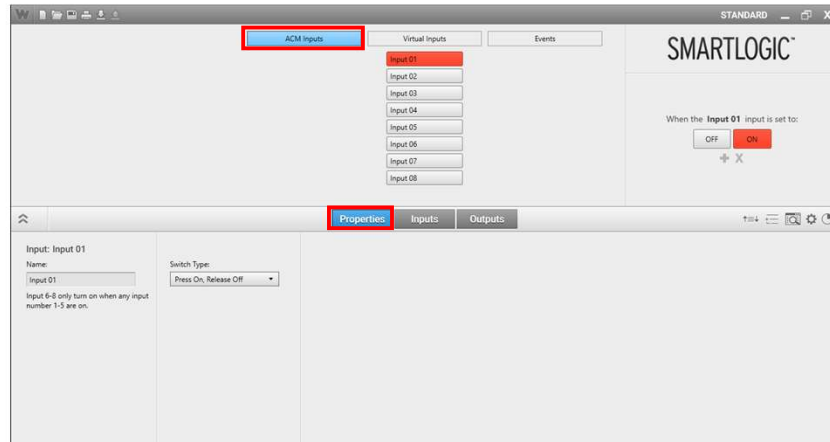 STANDARD
ACM Inputs
Virtual Inputs
Events
SMARTLOGIC™
Input 01
Input 02
Input 03
Input 04
Input 05
Input 06
Input 07
Input 08
When the Input 01 input is set to:
OFF
ON
Properties
Inputs
Outputs
Input: Input 01
Name:
Switch Type:
Input 01
Press On, Release Off
Input 6-8 only turn on when any input
number 1-5 are on.